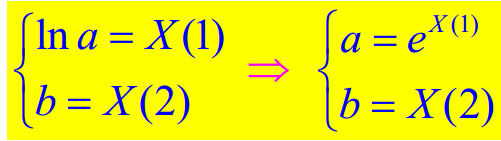 { ln a = X(1) ⇒ { a = e^{X(1)}
b = X(2) b = X(2)